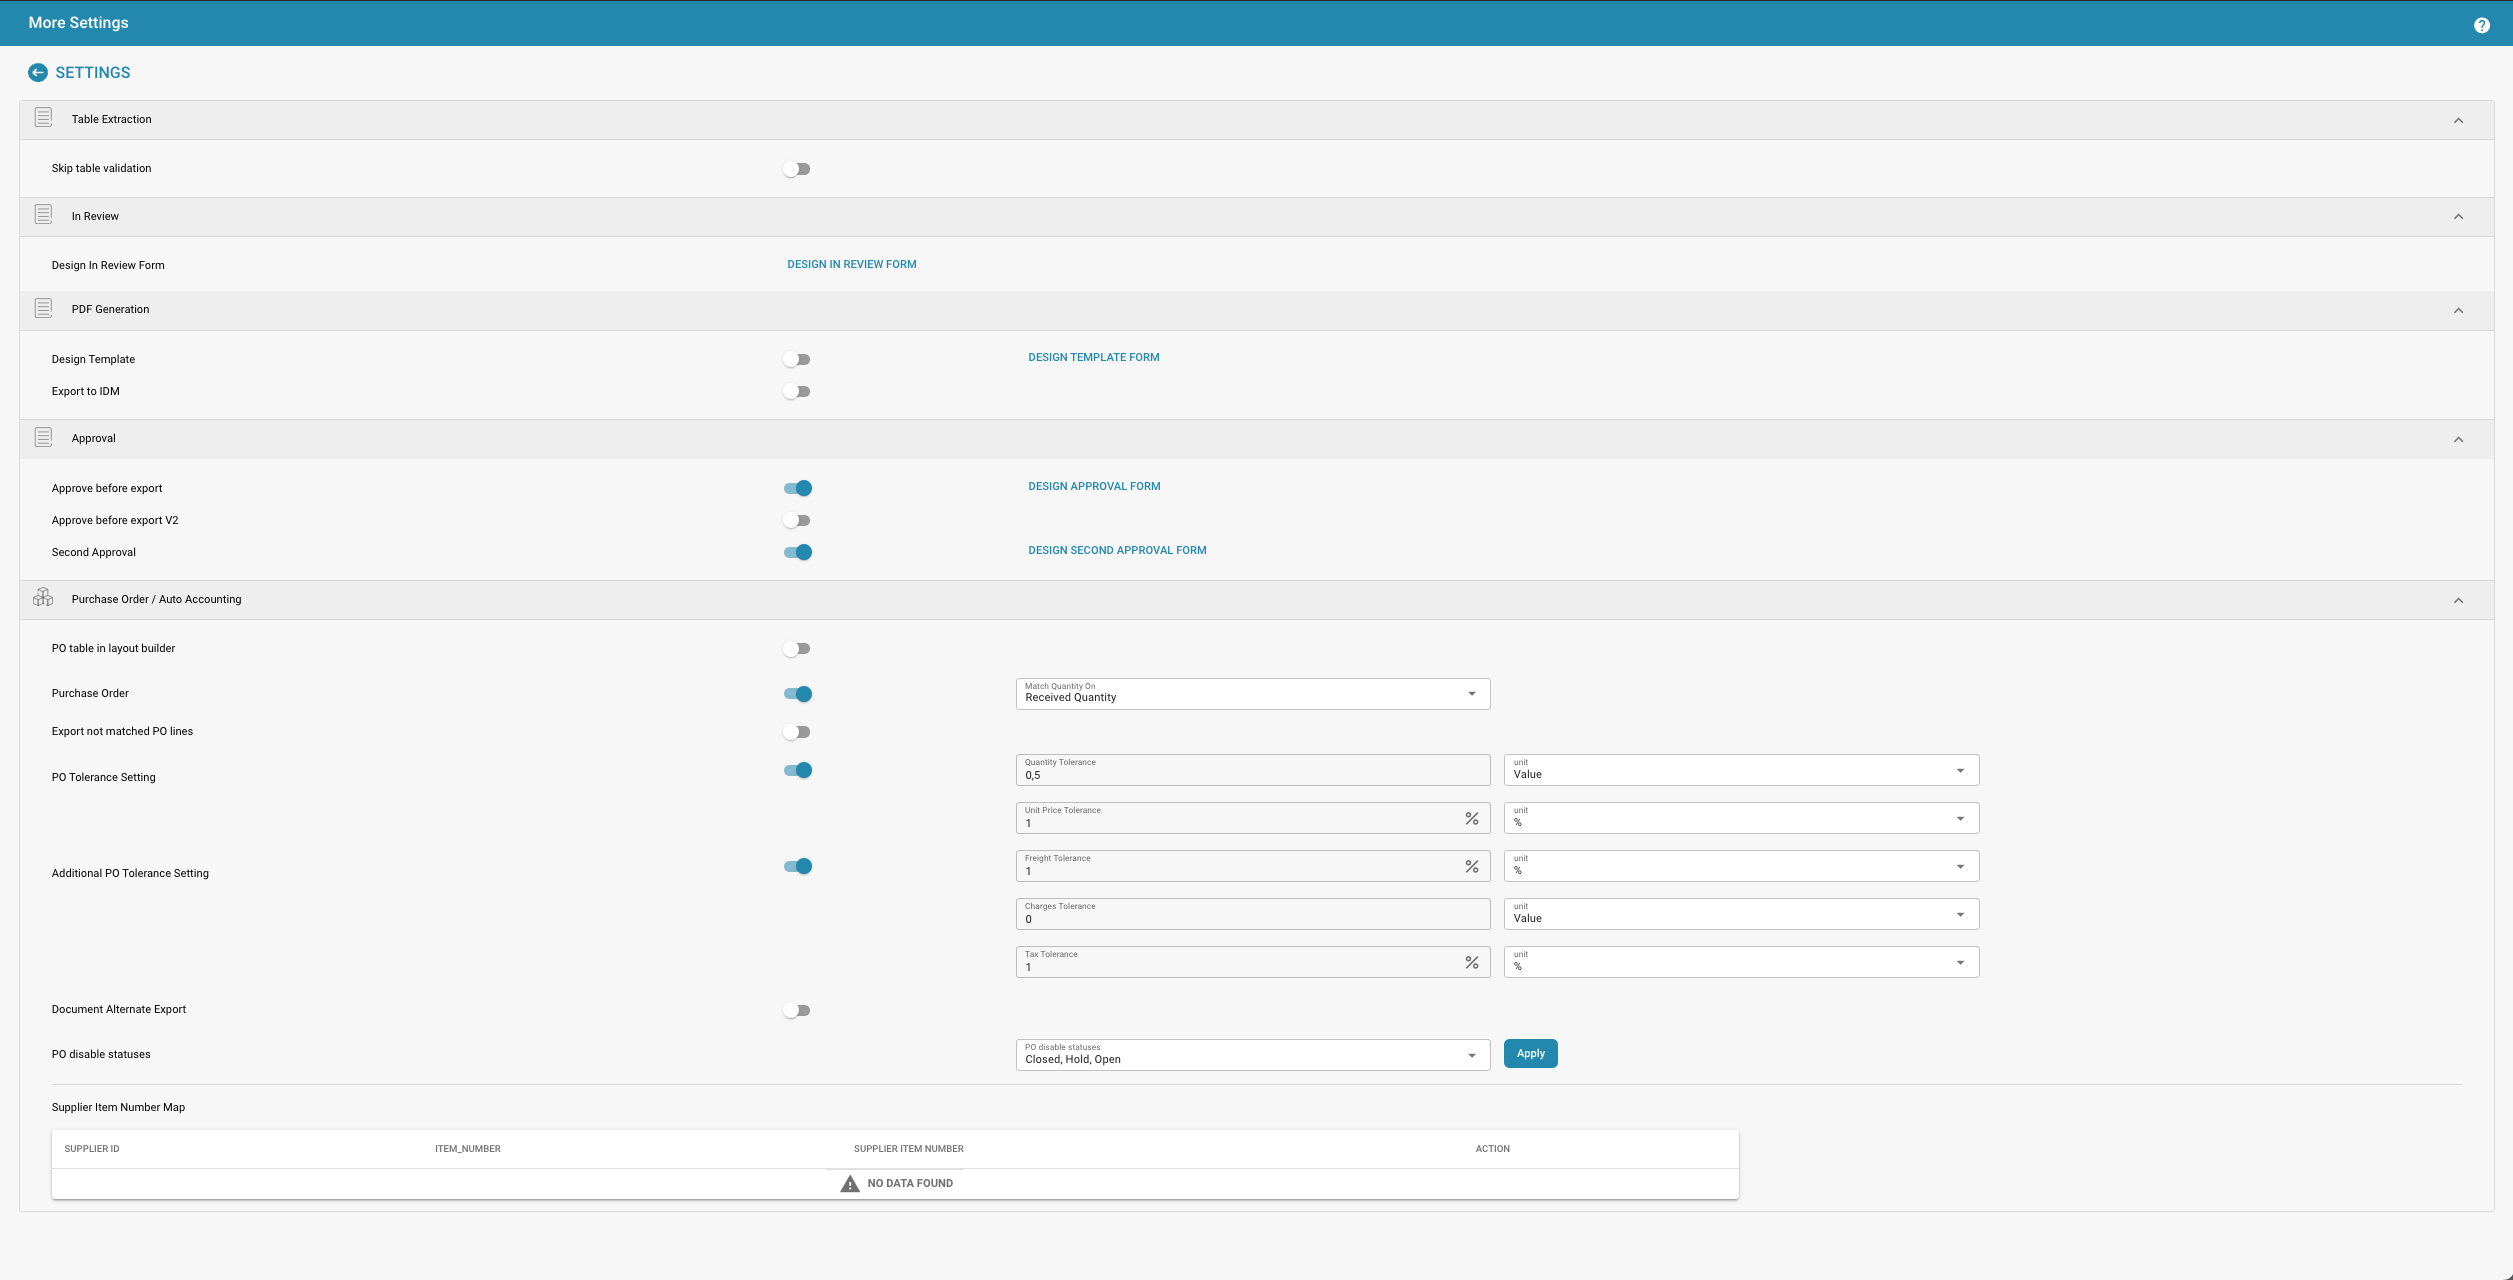 More Settings
SETTINGS
Table Extraction
Skip table validation
In Review
Design In Review Form DESIGN IN REVIEW FORM
PDF Generation
Design Template DESIGN TEMPLATE FORM
Export to IDM
Approval
Approve before export DESIGN APPROVAL FORM
Approve before export V2
Second Approval DESIGN SECOND APPROVAL FORM
Purchase Order / Auto Accounting
PO table in layout builder
Purchase Order
Match Quantity On
Received Quantity
Export not matched PO lines
PO Tolerance Setting
Quantity Tolerance
0,5
unit
Value
Unit Price Tolerance
1 %
unit
%
Additional PO Tolerance Setting
Freight Tolerance
1 %
unit
%
Charges Tolerance
0
unit
Value
Tax Tolerance
1 %
unit
%
Document Alternate Export
PO disable statuses
PO disable statuses
Closed, Hold, Open
Apply
Supplier Item Number Map
SUPPLIER ID ITEM_NUMBER SUPPLIER ITEM NUMBER ACTION
NO DATA FOUND